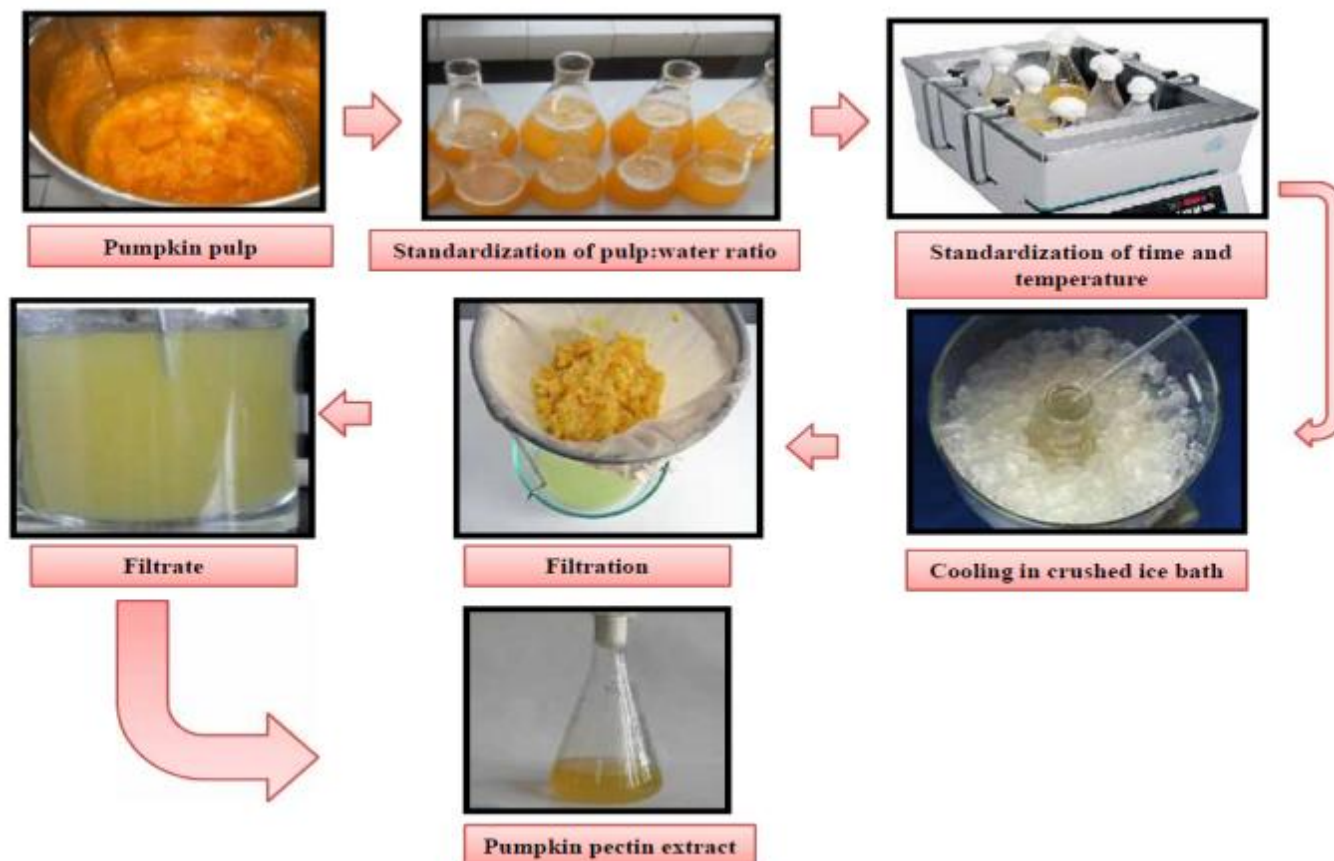 Pumpkin pulp
Standardization of pulp:water ratio
Standardization of time and
temperature
Cooling in crushed ice bath
Filtration
Filtrate
Pumpkin pectin extract